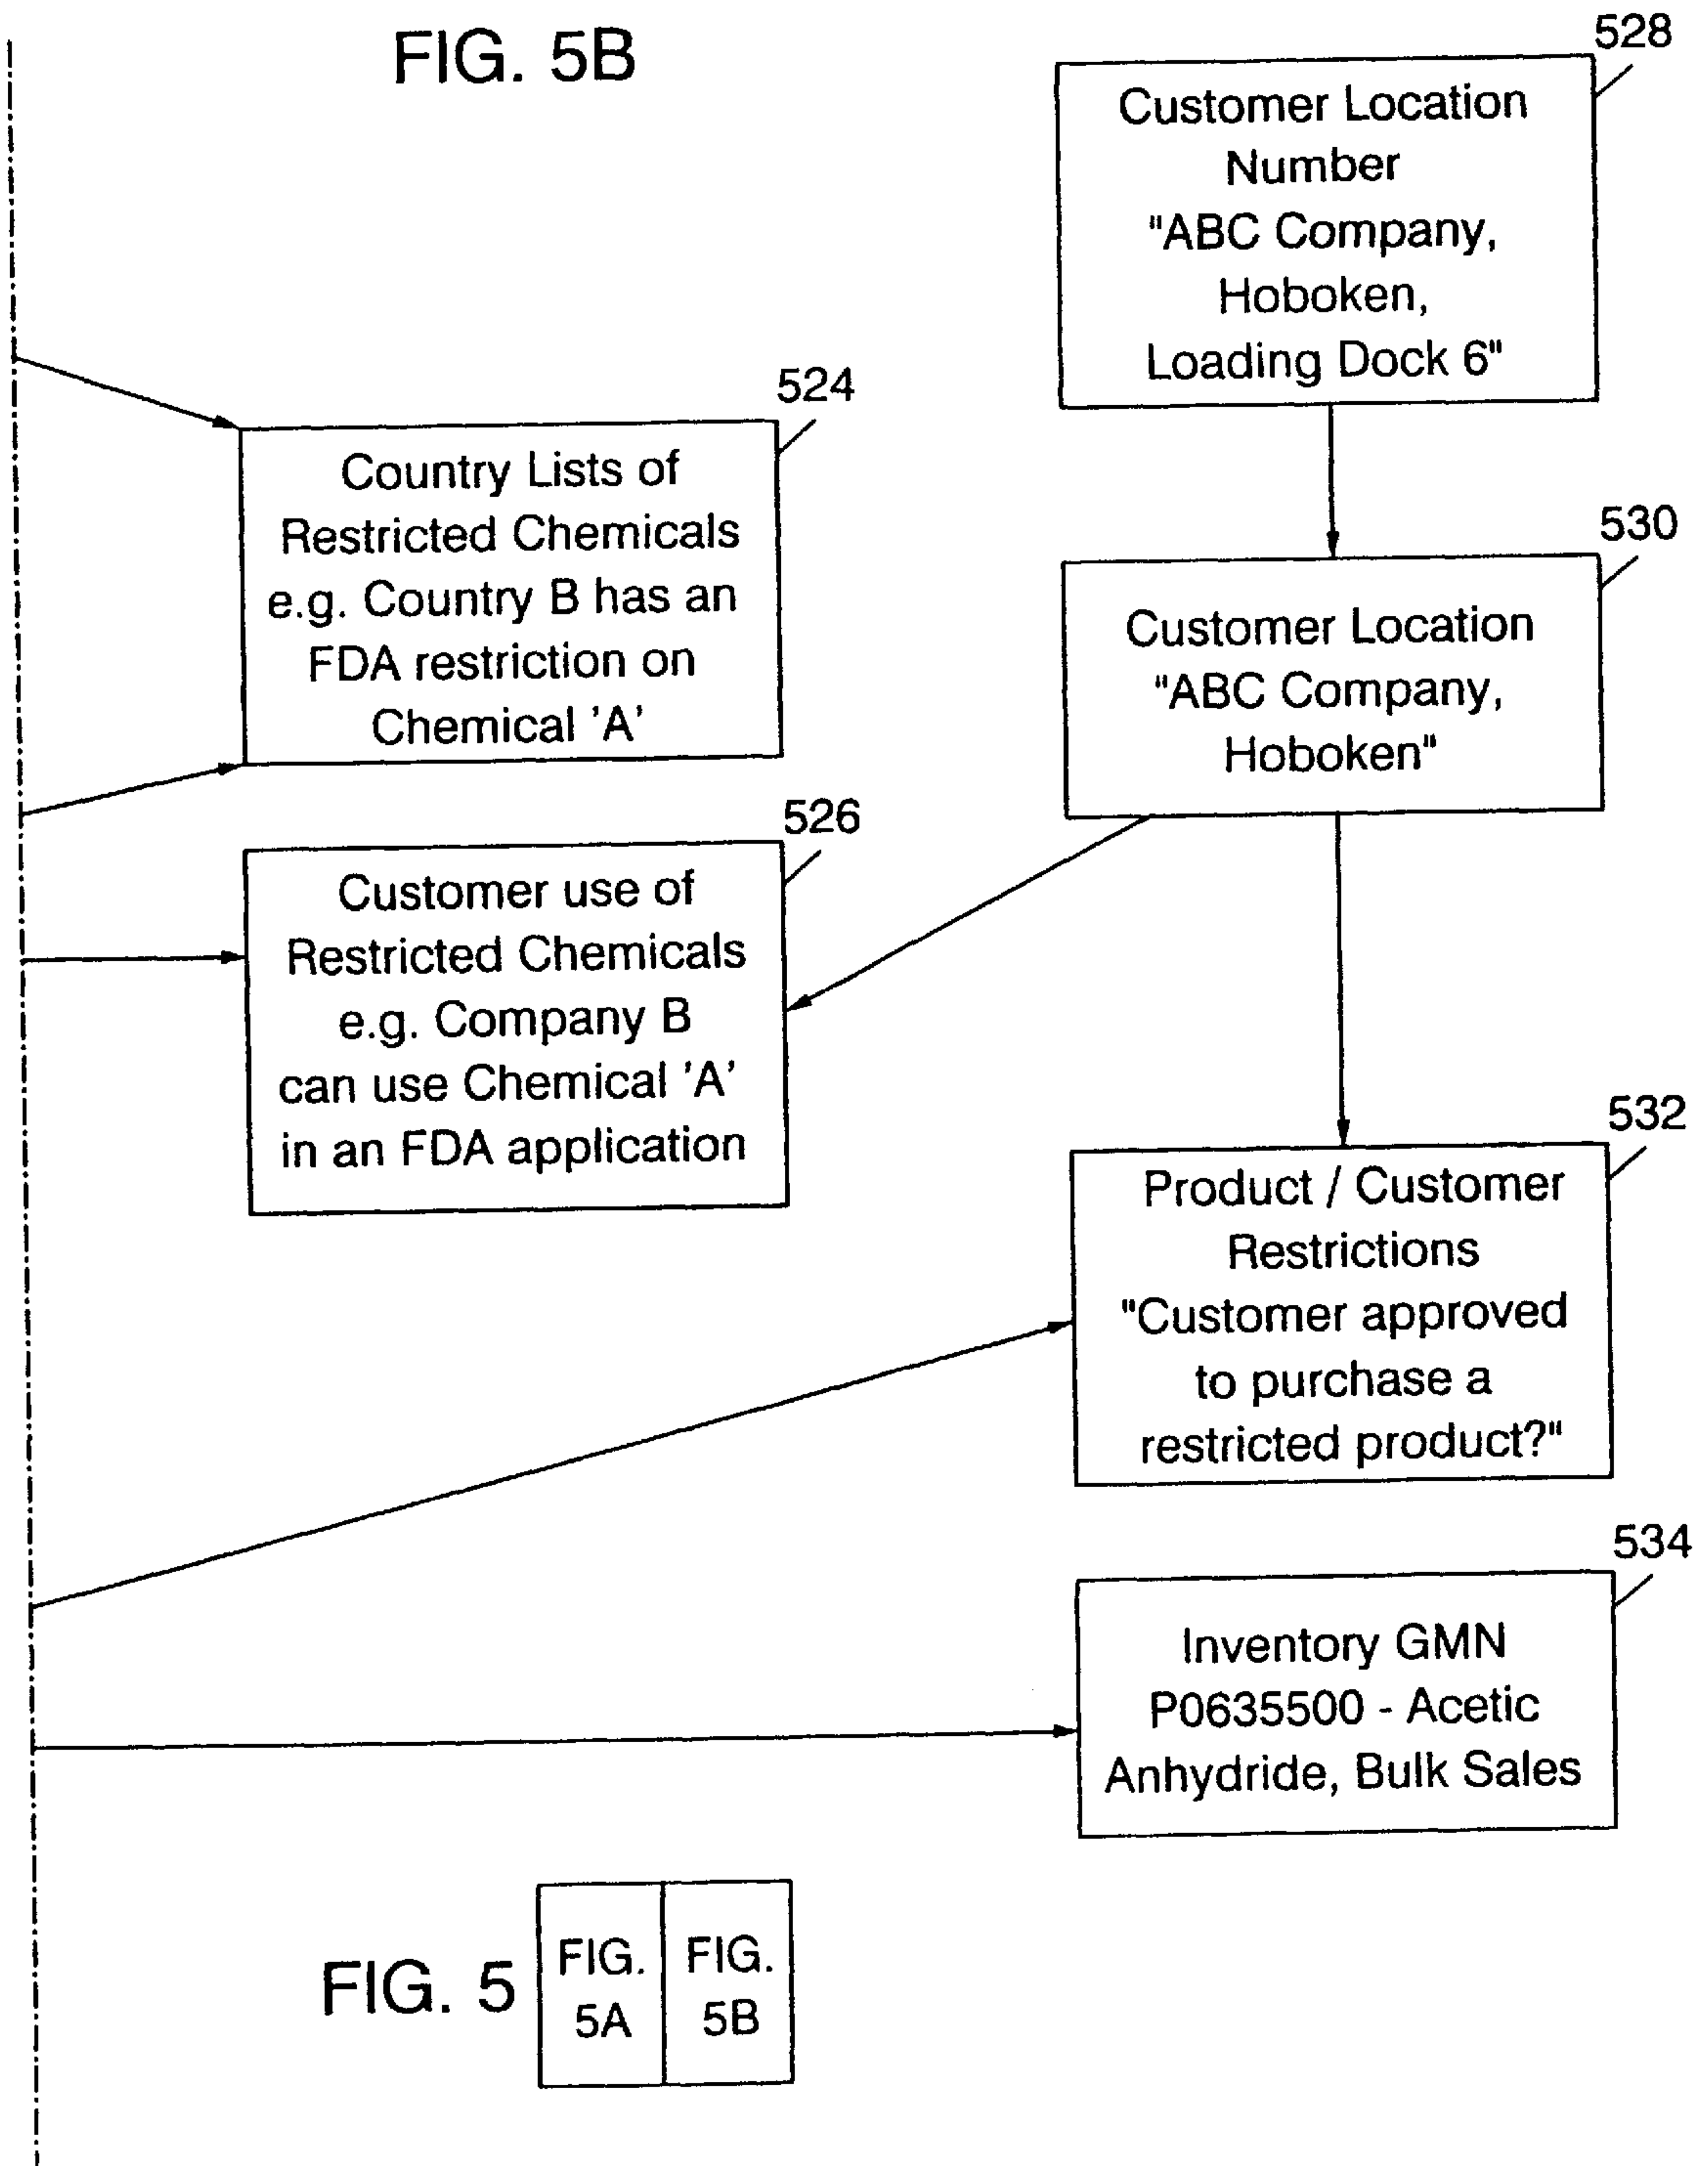 FIG. 5B
528
Customer Location
Number
"ABC Company,
Hoboken,
Loading Dock 6"
524
Country Lists of
Restricted Chemicals
e.g. Country B has an
FDA restriction on
Chemical 'A'
530
Customer Location
"ABC Company,
Hoboken"
526
Customer use of
Restricted Chemicals
e.g. Company B
can use Chemical 'A'
in an FDA application
532
Product / Customer
Restrictions
"Customer approved
to purchase a
restricted product?"
534
Inventory GMN
P0635500 - Acetic
Anhydride, Bulk Sales
FIG. 5
FIG.
5A
FIG.
5B